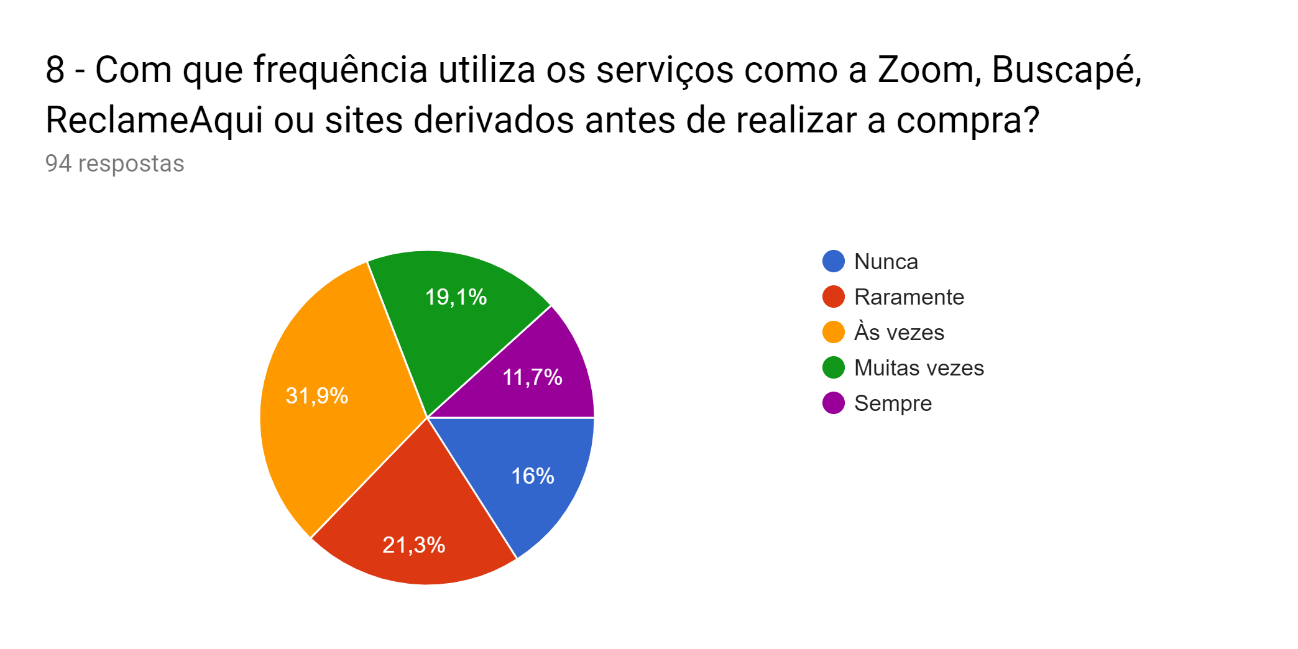 8 - Com que frequência utiliza os serviços como a Zoom, Buscapé,
ReclameAqui ou sites derivados antes de realizar a compra?
94 respostas
19,1%
11,7%
31,9%
16%
21,3%
Nunca
Raramente
Às vezes
Muitas vezes
Sempre